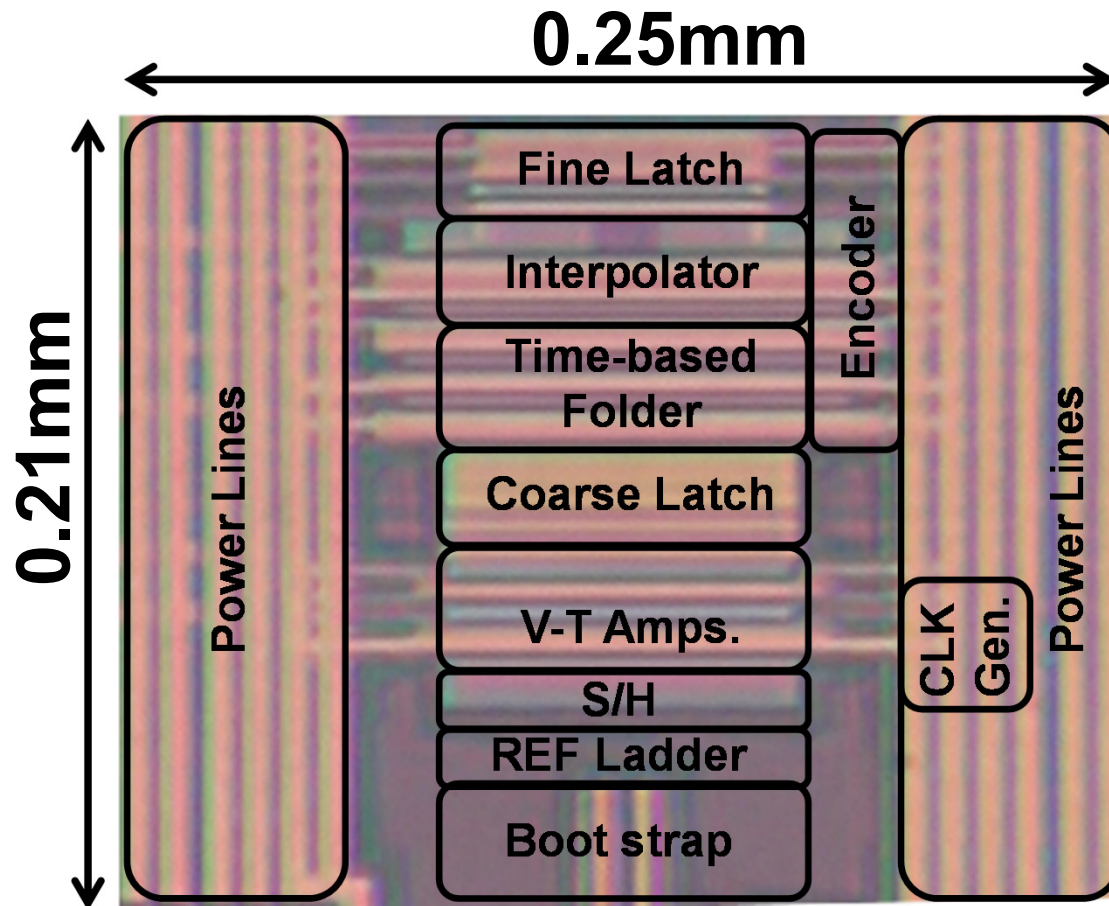 0.25mm
0.21mm
Power Lines
Fine Latch
Interpolator
Time-based
Folder
Coarse Latch
V-T Amps.
S/H
REF Ladder
Boot strap
Encoder
CLK
Gen.
Power Lines